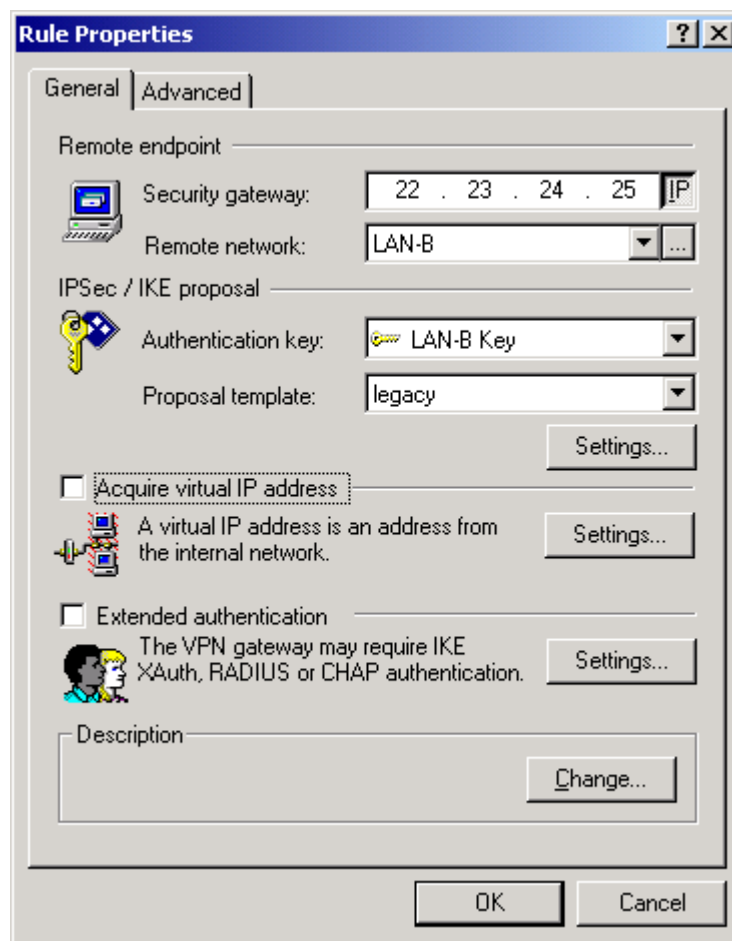 Rule Properties
General Advanced
Remote endpoint
Security gateway: 22 . 23 . 24 . 25 IP
Remote network: LAN-B ...
IPSec / IKE proposal
Authentication key: LAN-B Key
Proposal template: legacy
Settings...
Acquire virtual IP address
A virtual IP address is an address from
the internal network.
Settings...
Extended authentication
The VPN gateway may require IKE
XAuth, RADIUS or CHAP authentication.
Settings...
Description
Change...
OK Cancel